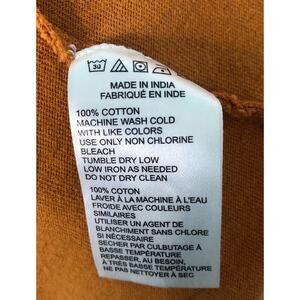 30
MADE IN INDIA
FABRIQUÉ EN INDE
100% COTTON
MACHINE WASH COLD
WITH LIKE COLORS
USE ONLY NON CHLORINE
BLEACH
TUMBLE DRY LOW
LOW IRON AS NEEDED
DO NOT DRY CLEAN
100% COTON
LAVER À LA MACHINE À L'EAU
FROIDE AVEC COULEURS
SIMILAIRES
UTILISER UN AGENT DE
BLANCHIMENT SANS CHLORE
SI NÉCESSAIRE
SÉCHER PAR CULBUTAGE À
BASSE TEMPÉRATURE
REPASSER, AU BESOIN,
À TRÈS BASSE TEMPÉRATURE
NE PAS NETTOYER À SEC